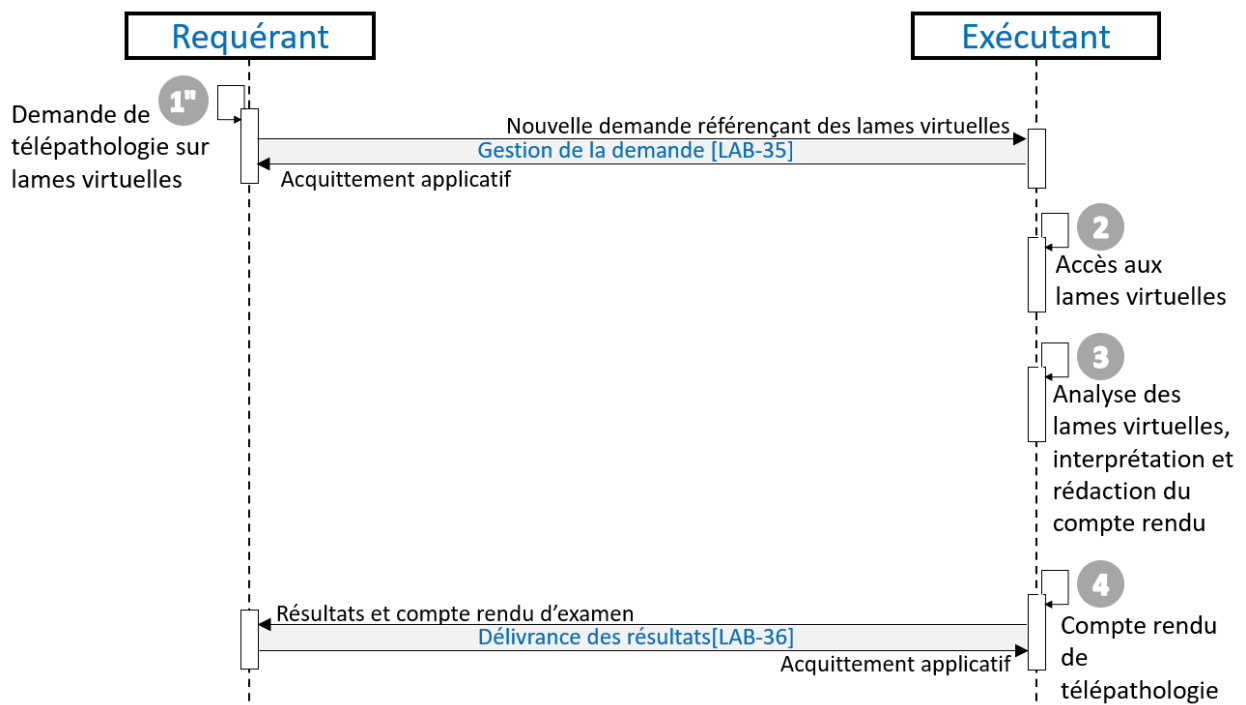 Requérant
Exécutant
1"
Demande de
télépathologie sur
lames virtuelles
Nouvelle demande référençant des lames virtuelles
Gestion de la demande [LAB-35]
Acquittement applicatif
2
Accès aux
lames virtuelles
3
Analyse des
lames virtuelles,
interprétation et
rédaction du
compte rendu
4
Résultats et compte rendu d’examen
Délivrance des résultats[LAB-36]
Acquittement applicatif
Compte rendu
de
télépathologie